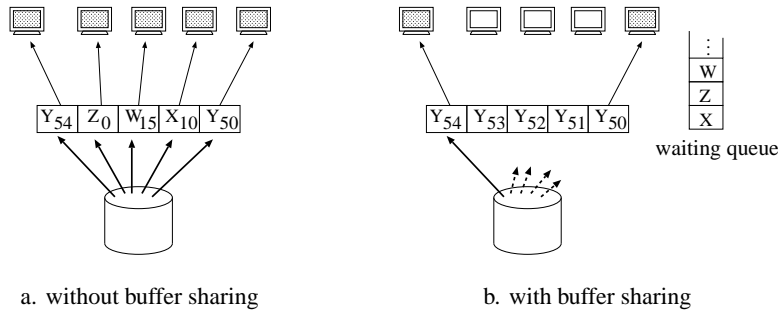 Y54 Z0 W15 X10 Y50
a. without buffer sharing
Y54 Y53 Y52 Y51 Y50
⋮
W
Z
X
waiting queue
b. with buffer sharing